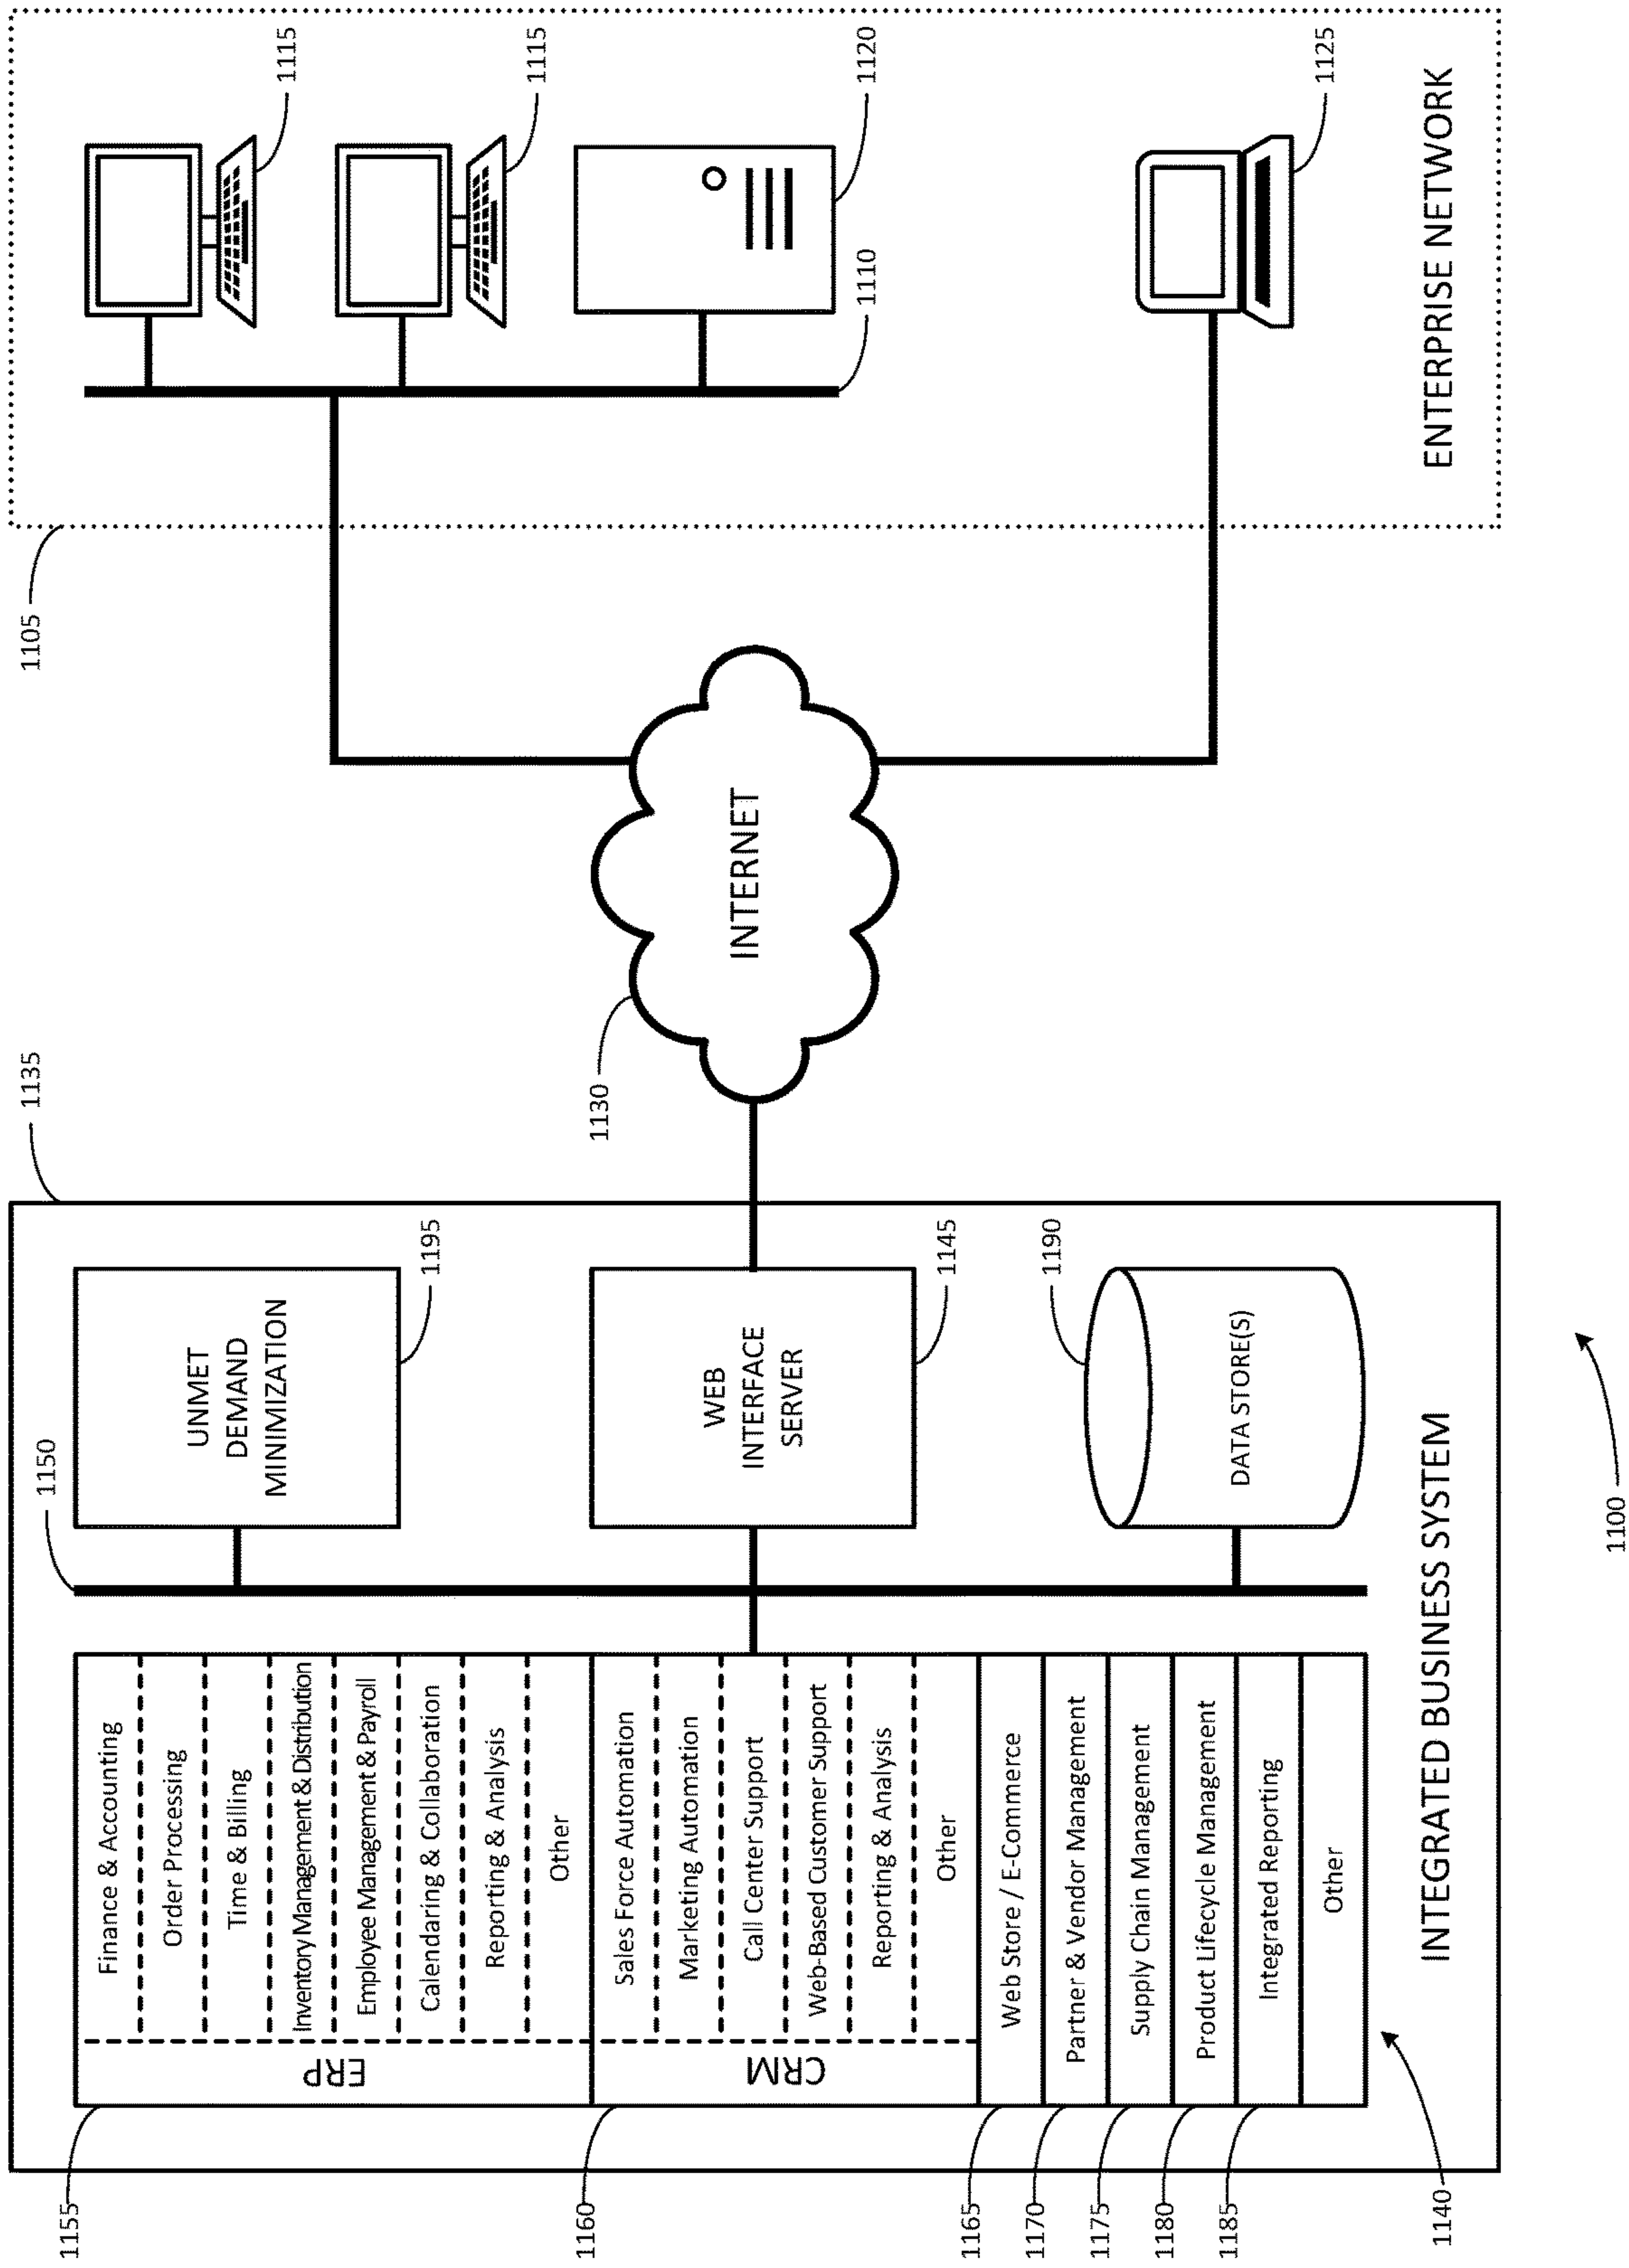 1155
1160
1165
1170
1175
1180
1185
1140
ERP
Finance & Accounting
Order Processing
Time & Billing
Inventory Management & Distribution
Employee Management & Payroll
Calendaring & Collaboration
Reporting & Analysis
Other
CRM
Sales Force Automation
Marketing Automation
Call Center Support
Web-Based Customer Support
Reporting & Analysis
Other
Web Store / E-Commerce
Partner & Vendor Management
Supply Chain Management
Product Lifecycle Management
Integrated Reporting
Other
INTEGRATED BUSINESS SYSTEM
1150
UNMET
DEMAND
MINIMIZATION
1195
WEB
INTERFACE
SERVER
1145
DATA STORE(S)
1190
1135
1100
1130
INTERNET
1105
1115
1115
1120
1110
1125
ENTERPRISE NETWORK